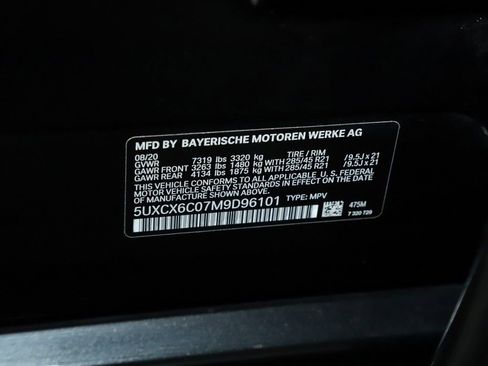 MFD BY BAYERISCHE MOTOREN WERKE AG
08/20 TIRE / RIM
GVWR 7319 lbs 3320 kg
GAWR FRONT 3263 lbs 1480 kg WITH 285/45 R21 /9.5J x 21
GAWR REAR 4134 lbs 1875 kg WITH 285/45 R21 /9.5J x 21
THIS VEHICLE CONFORMS TO ALL APPLICABLE U.S. FEDERAL
MOTOR VEHICLE SAFETY STANDARDS IN EFFECT ON THE
DATE OF MANUFACTURE SHOWN ABOVE.
5UXCX6C07M9D96101 TYPE: MPV
475M
7 320 729